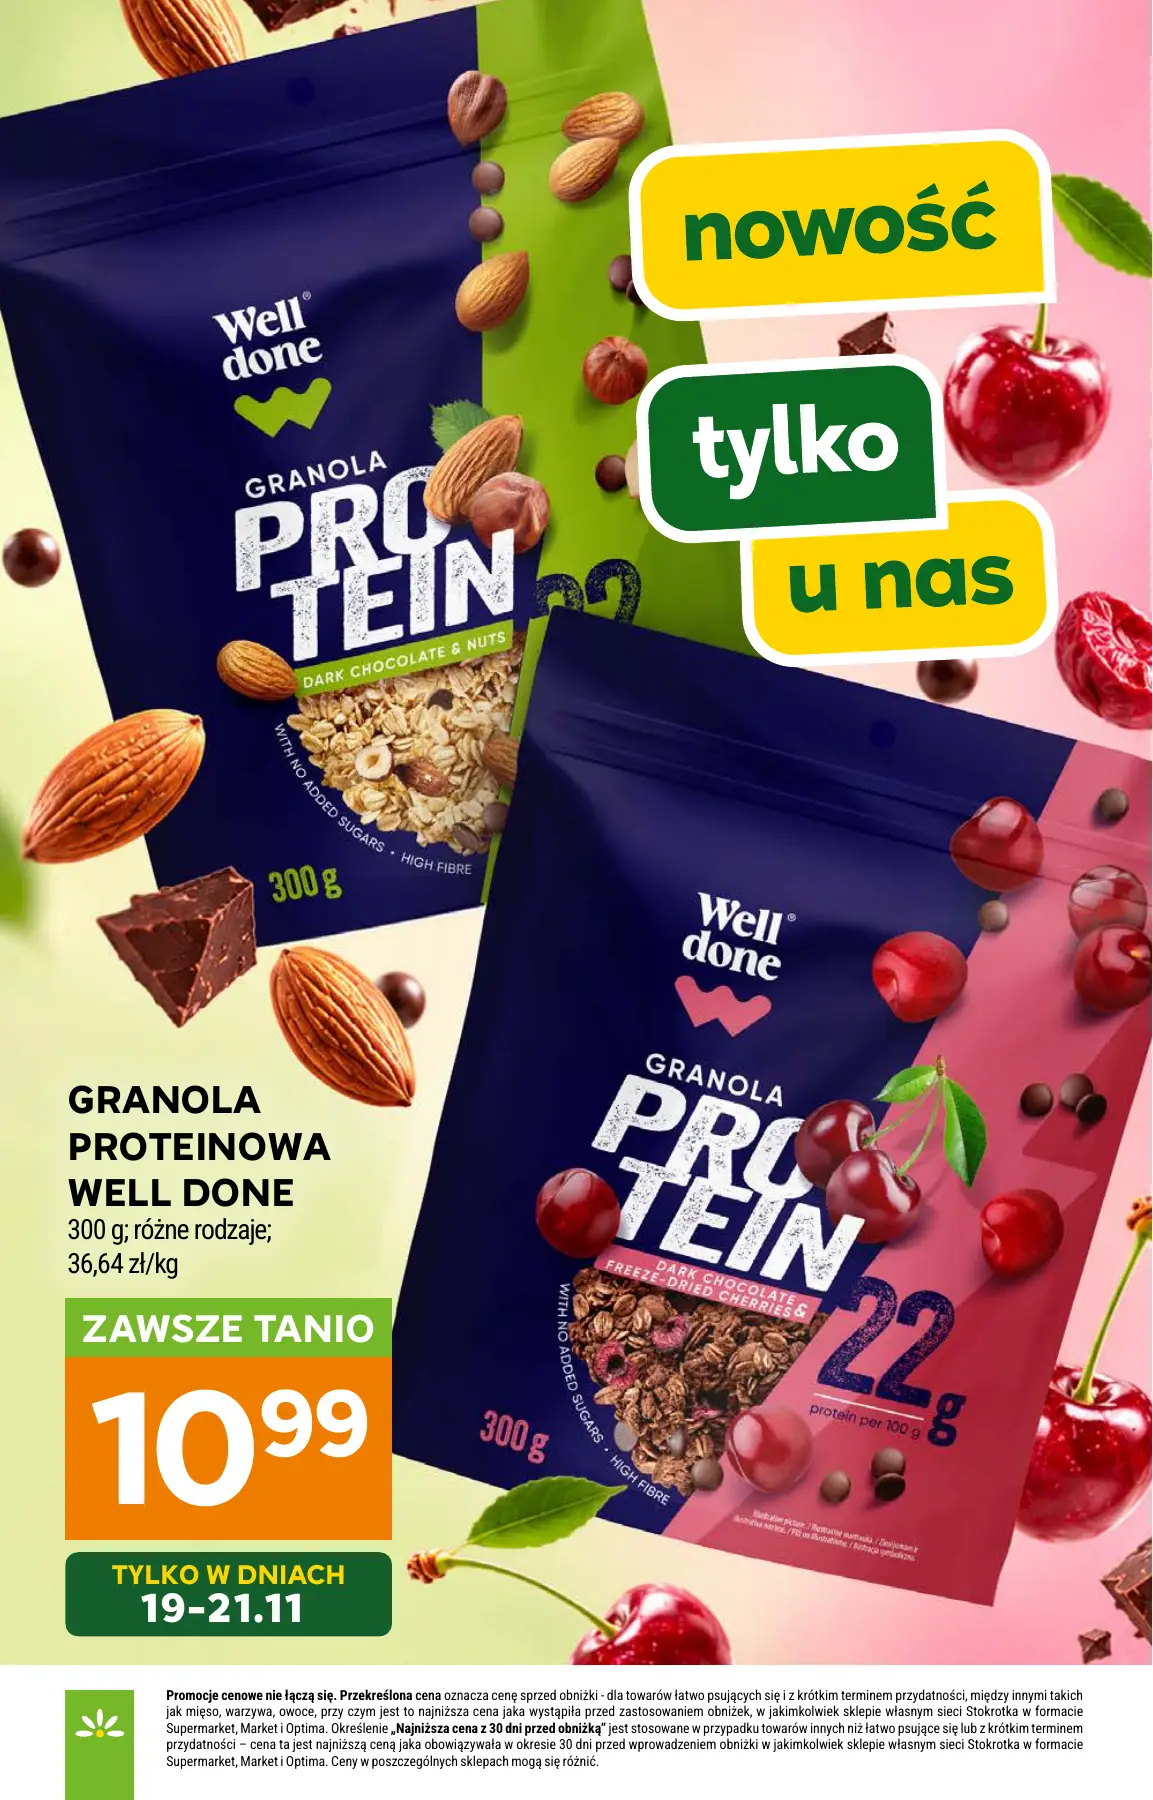 nowość
tylko
u nas
Well®
done
GRANOLA
PRO
TEIN
DARK CHOCOLATE & NUTS
22
WITH NO ADDED SUGARS • HIGH FIBRE
300 g
Well®
done
GRANOLA
PRO
TEIN
DARK CHOCOLATE
FREEZE-DRIED CHERRIES &
22g
protein per 100 g
WITH NO ADDED SUGARS • HIGH FIBRE
300 g
GRANOLA
PROTEINOWA
WELL DONE
300 g; różne rodzaje;
36,64 zł/kg
ZAWSZE TANIO
10 99
TYLKO W DNIACH
19-21.11
Promocje cenowe nie łączą się. Przekreślona cena oznacza cenę sprzed obniżki - dla towarów łatwo psujących się i z krótkim terminem przydatności, między innymi takich
jak mięso, warzywa, owoce, przy czym jest to najniższa cena jaka wystąpiła przed zastosowaniem obniżek, w jakimkolwiek sklepie własnym sieci Stokrotka w formacie
Supermarket, Market i Optima. Określenie „Najniższa cena z 30 dni przed obniżką” jest stosowane w przypadku towarów innych niż łatwo psujące się lub z krótkim terminem
przydatności – cena ta jest najniższą ceną jaka obowiązywała w okresie 30 dni przed wprowadzeniem obniżki w jakimkolwiek sklepie własnym sieci Stokrotka w formacie
Supermarket, Market i Optima. Ceny w poszczególnych sklepach mogą się różnić.